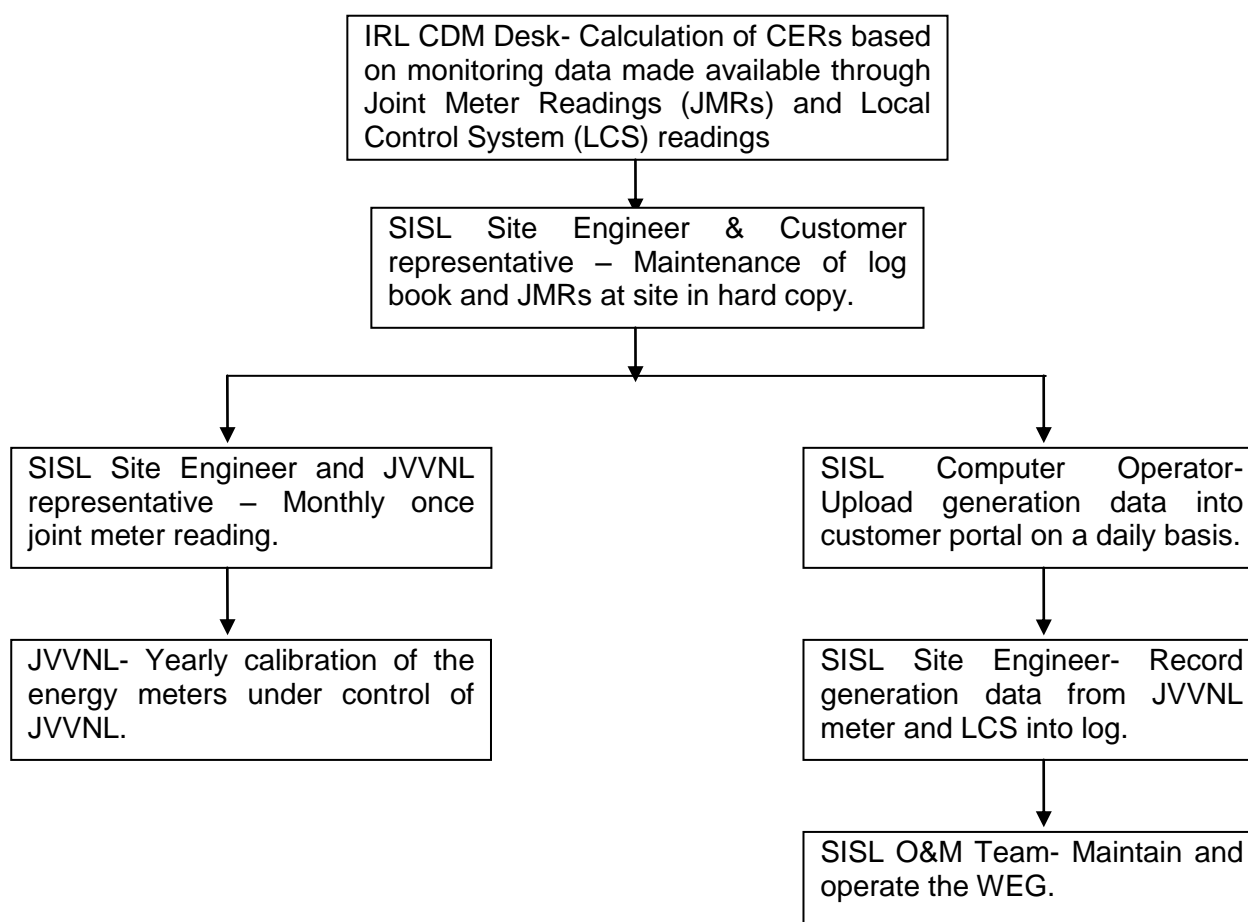 IRL CDM Desk- Calculation of CERs based
on monitoring data made available through
Joint Meter Readings (JMRs) and Local
Control System (LCS) readings
SISL Site Engineer & Customer
representative – Maintenance of log
book and JMRs at site in hard copy.
SISL Site Engineer and JVVNL
representative – Monthly once
joint meter reading.
JVVNL- Yearly calibration of the
energy meters under control of
JVVNL.
SISL Computer Operator-
Upload generation data into
customer portal on a daily basis.
SISL Site Engineer- Record
generation data from JVVNL
meter and LCS into log.
SISL O&M Team- Maintain and
operate the WEG.